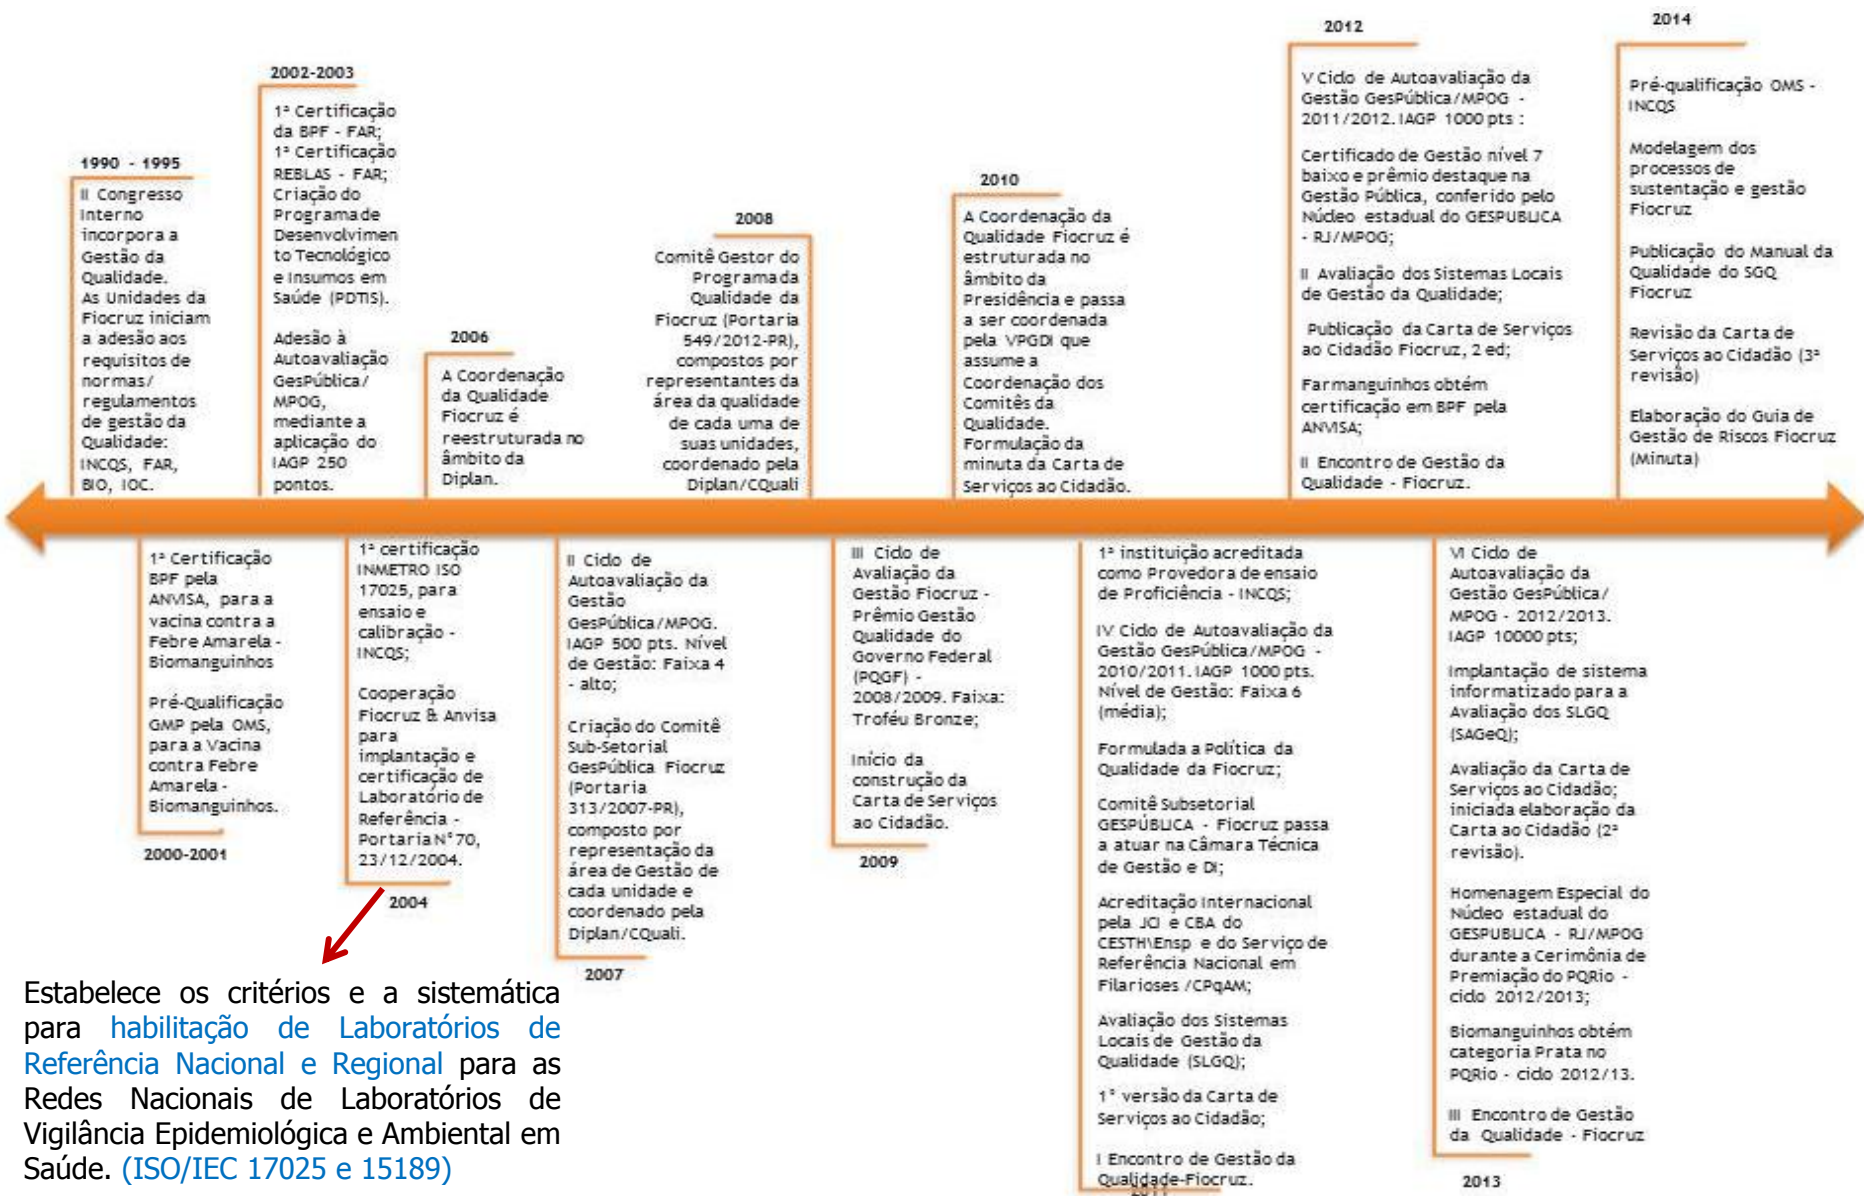 1990 - 1995
II Congresso
Interno
incorpora a
Gestão da
Qualidade.
As Unidades da
Fiocruz iniciam
a adesão aos
requisitos de
normas/
regulamentos
de gestão da
Qualidade:
INCQS, FAR,
BIO, IOC.
2002-2003
1ª Certificação
da BPF - FAR;
1ª Certificação
REBLAS - FAR;
Criação do
Programa de
Desenvolvimen
to Tecnológico
e Insumos em
Saúde (PDTIS).
Adesão à
Autoavaliação
GesPública/
MPOG,
mediante a
aplicação do
IAGP 250
pontos.
2006
A Coordenação
da Qualidade
Fiocruz é
reestruturada no
âmbito da
Diplan.
2008
Comitê Gestor do
Programa da
Qualidade da
Fiocruz (Portaria
549/2012-PR),
compostos por
representantes da
área da qualidade
de cada uma de
suas unidades,
coordenado pela
Diplan/CQuali
2010
A Coordenação da
Qualidade Fiocruz é
estruturada no
âmbito da
Presidência e passa
a ser coordenada
pela VPGDI que
assume a
Coordenação dos
Comitês da
Qualidade.
Formulação da
minuta da Carta de
Serviços ao Cidadão.
2012
V Ciclo de Autoavaliação da
Gestão GesPública/MPOG -
2011/2012. IAGP 1000 pts :
Certificado de Gestão nível 7
baixo e prêmio destaque na
Gestão Pública, conferido pelo
Núcleo estadual do GESPUBLICA
- RJ/MPOG;
II Avaliação dos Sistemas Locais
de Gestão da Qualidade;
Publicação da Carta de Serviços
ao Cidadão Fiocruz, 2 ed;
Farmanguinhos obtém
certificação em BPF pela
ANVISA;
II Encontro de Gestão da
Qualidade - Fiocruz.
2014
Pré-qualificação OMS -
INCQS
Modelagem dos
processos de
sustentação e gestão
Fiocruz
Publicação do Manual da
Qualidade do SGQ
Fiocruz
Revisão da Carta de
Serviços ao Cidadão (3ª
revisão)
Elaboração do Guia de
Gestão de Riscos Fiocruz
(Minuta)
1ª Certificação
BPF pela
ANVISA, para a
vacina contra a
Febre Amarela -
Biomanguinhos
Pré-Qualificação
GMP pela OMS,
para a Vacina
contra Febre
Amarela -
Biomanguinhos.
2000-2001
1ª certificação
INMETRO ISO
17025, para
ensaio e
calibração -
INCQS;
Cooperação
Fiocruz & Anvisa
para
implantação e
certificação de
Laboratório de
Referência -
Portaria N°70,
23/12/2004.
2004
II Ciclo de
Autoavaliação da
Gestão
GesPública/MPOG.
IAGP 500 pts. Nível
de Gestão: Faixa 4
- alto;
Criação do Comitê
Sub-Setorial
GesPública Fiocruz
(Portaria
313/2007-PR),
composto por
representação da
área de Gestão de
cada unidade e
coordenado pela
Diplan/CQuali.
2007
III Ciclo de
Avaliação da
Gestão Fiocruz -
Prêmio Gestão
Qualidade do
Governo Federal
(PQGF) -
2008/2009. Faixa:
Troféu Bronze;
Início da
construção da
Carta de Serviços
ao Cidadão.
2009
1ª instituição acreditada
como Provedora de ensaio
de Proficiência - INCQS;
IV Ciclo de Autoavaliação da
Gestão GesPública/MPOG -
2010/2011. IAGP 1000 pts.
Nível de Gestão: Faixa 6
(média);
Formulada a Política da
Qualidade da Fiocruz;
Comitê Subsetorial
GESPÚBLICA - Fiocruz passa
a atuar na Câmara Técnica
de Gestão e DI;
Acreditação Internacional
pela JCI e CBA do
CESTH\Ensp e do Serviço de
Referência Nacional em
Filarioses /CPqAM;
Avaliação dos Sistemas
Locais de Gestão da
Qualidade (SLGQ);
1° versão da Carta de
Serviços ao Cidadão;
I Encontro de Gestão da
Qualidade-Fiocruz.
2011
VI Ciclo de
Autoavaliação da
Gestão GesPública/
MPOG - 2012/2013.
IAGP 10000 pts;
Implantação de sistema
informatizado para a
Avaliação dos SLGQ
(SAGeQ);
Avaliação da Carta de
Serviços ao Cidadão;
iniciada elaboração da
Carta ao Cidadão (2ª
revisão).
Homenagem Especial do
Núcleo estadual do
GESPUBLICA - RJ/MPOG
durante a Cerimônia de
Premiação do PQRio -
ciclo 2012/2013;
Biomanguinhos obtém
categoria Prata no
PQRio - ciclo 2012/13.
III Encontro de Gestão
da Qualidade - Fiocruz
2013
Estabelece os critérios e a sistemática
para habilitação de Laboratórios de
Referência Nacional e Regional para as
Redes Nacionais de Laboratórios de
Vigilância Epidemiológica e Ambiental em
Saúde. (ISO/IEC 17025 e 15189)